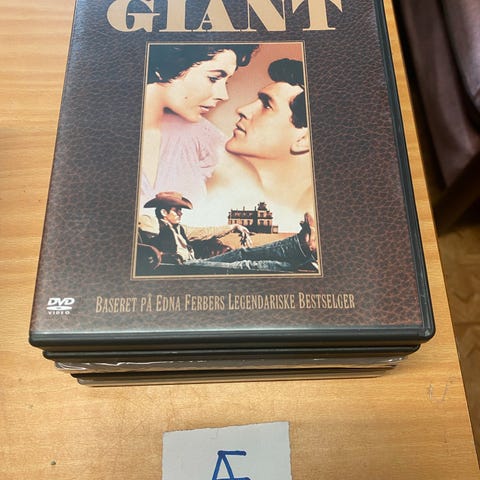 GIANT
DVD
VIDEO
BASERET PÅ EDNA FERBERS LEGENDARISKE BESTSELGER
Æ